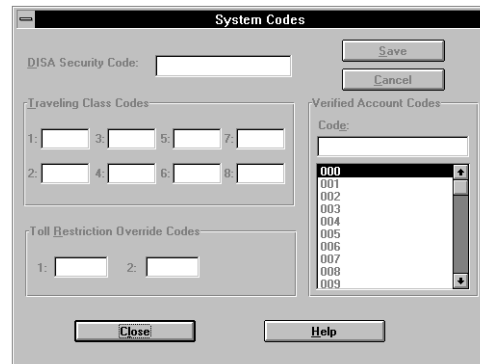 System Codes
DISA Security Code:
Save
Cancel
Traveling Class Codes
1: 3: 5: 7:
2: 4: 6: 8:
Verified Account Codes
Code:
000
001
002
003
004
005
006
007
008
009
Toll Restriction Override Codes
1: 2:
Close
Help